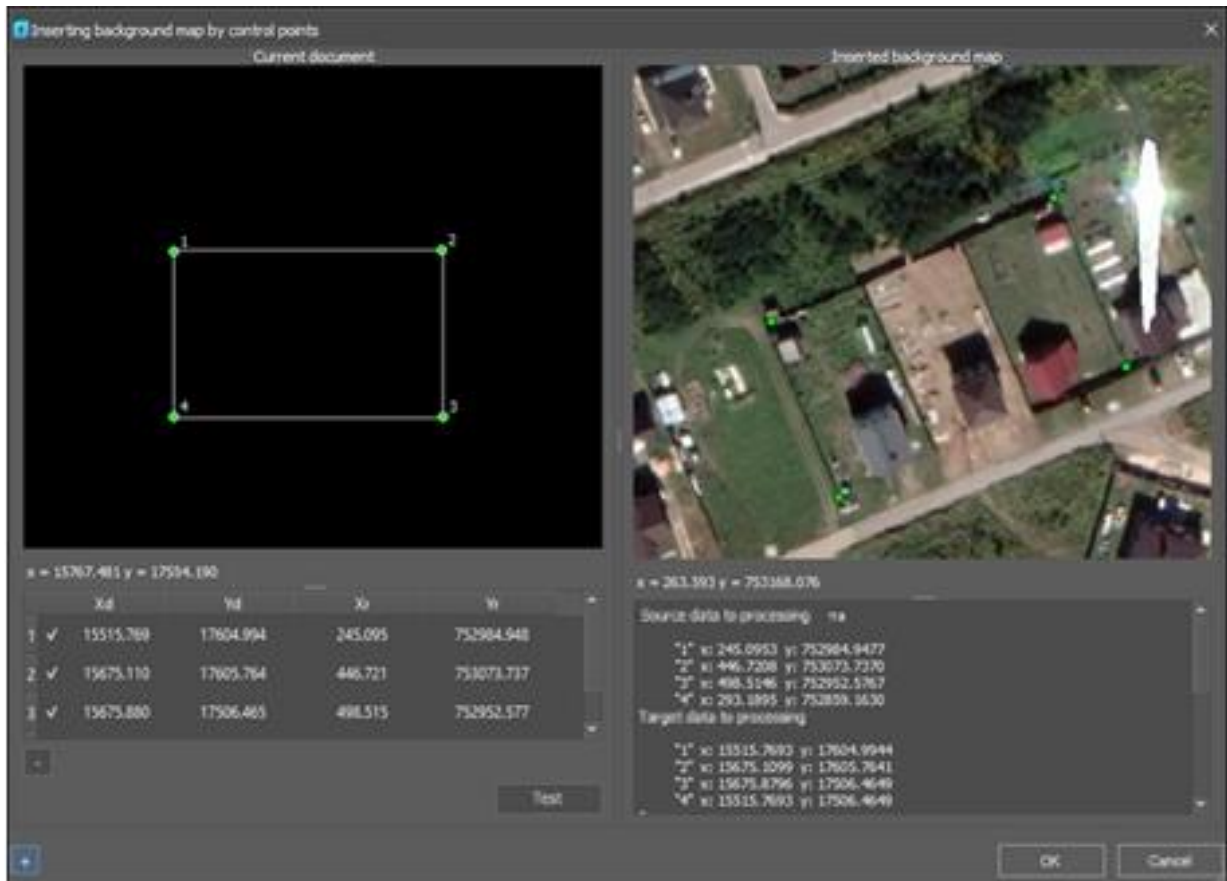 Inserting background map by control points
Current document
Inserted background map
1
2
3
4
x = 15767.481 y = 17554.190
x = 263.593 y = 753168.076
Xd Yd Xr Yr
1 15515.769 17604.994 245.095 752984.948
2 15675.110 17605.764 446.721 753073.737
3 15675.880 17506.465 498.515 752952.577
Test
Source data to processing
"1" x: 245.0953 y: 752984.9477
"2" x: 446.7208 y: 753073.7370
"3" x: 498.5146 y: 752952.5767
"4" x: 293.1895 y: 752859.1630
Target data to processing
"1" x: 15515.7693 y: 17604.9944
"2" x: 15675.1099 y: 17605.7641
"3" x: 15675.8796 y: 17506.4649
"4" x: 15515.7693 y: 17506.4649
OK
Cancel